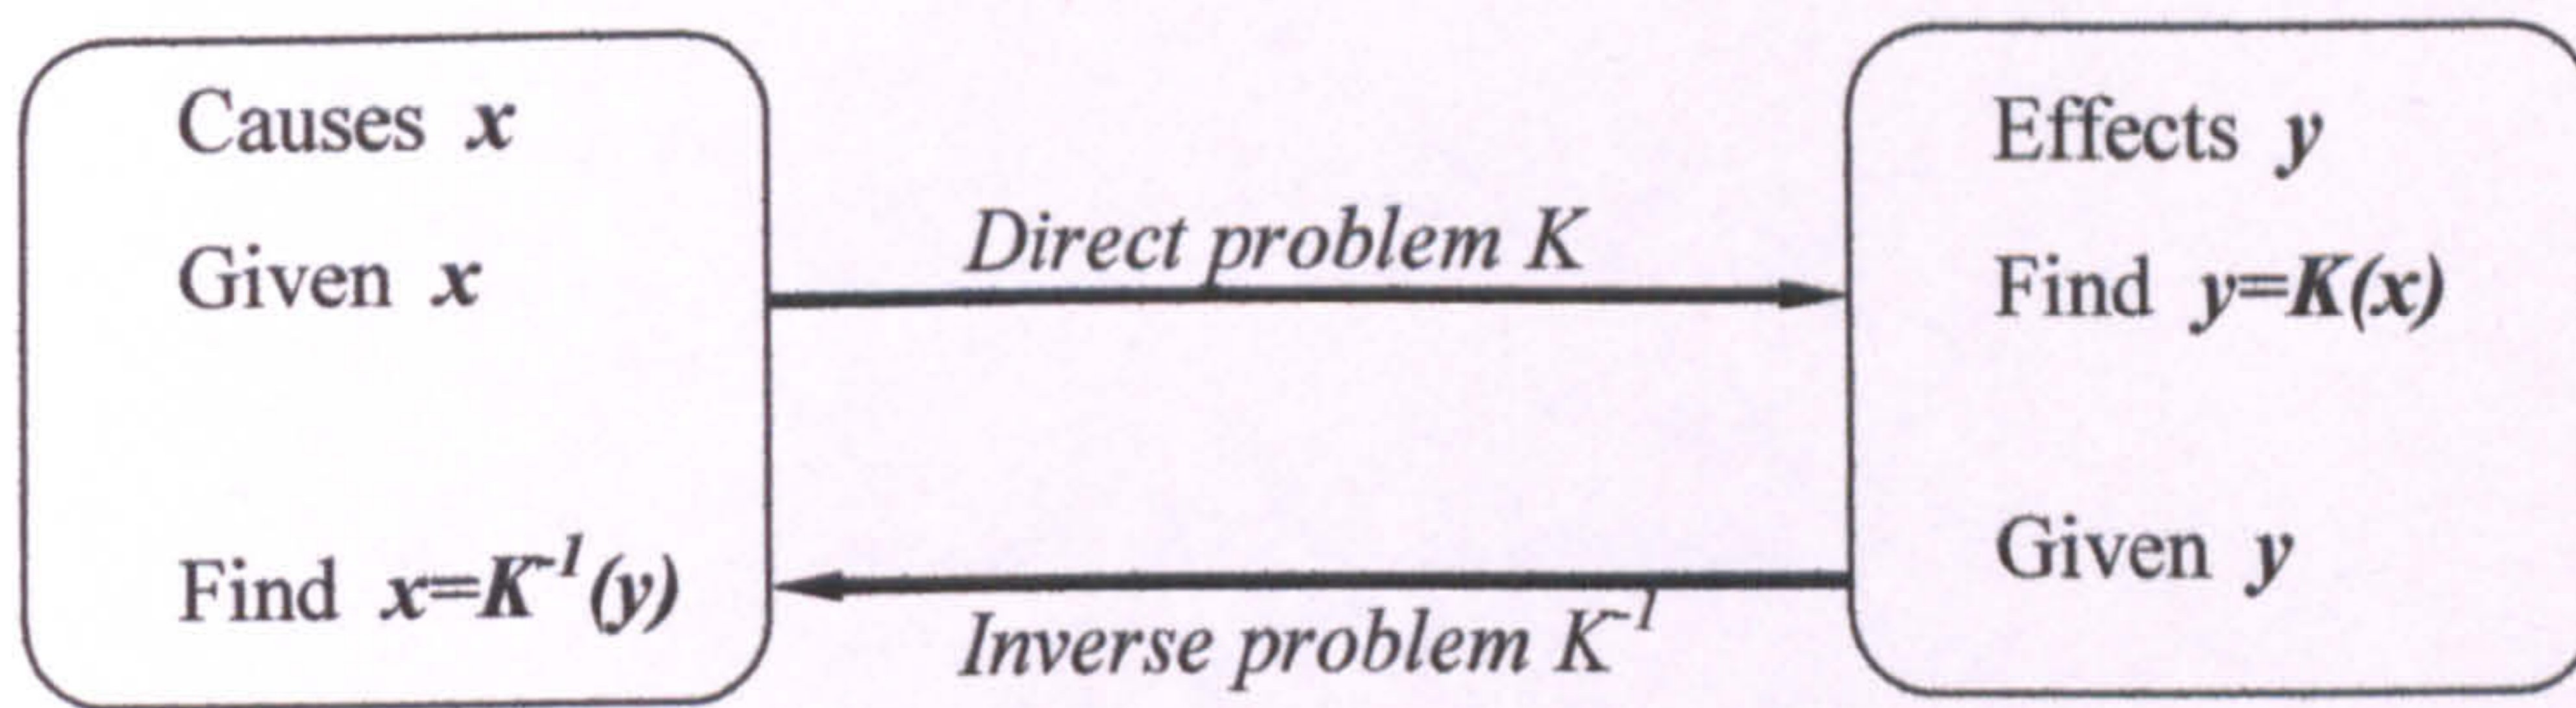 Causes x
Given x
Find x=K⁻¹(y)
Direct problem K
Inverse problem K⁻¹
Effects y
Find y=K(x)
Given y